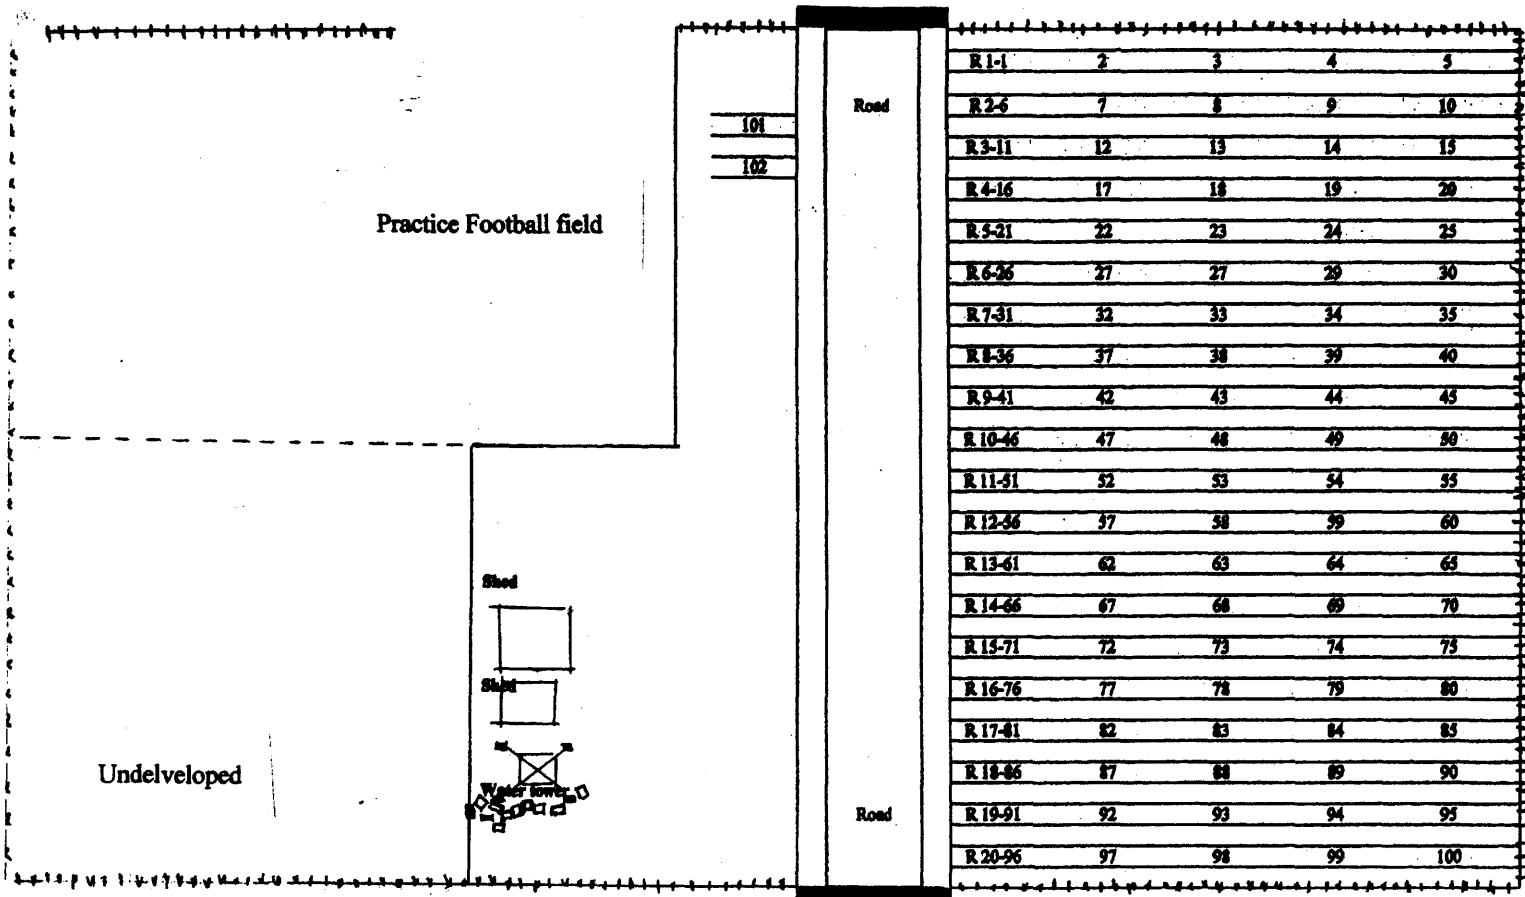 R 1-1 2 3 4 5
Road R 2-6 7 8 9 10
101
R 3-11 12 13 14 15
102
R 4-16 17 18 19 20
Practice Football field
R 5-21 22 23 24 25
R 6-26 27 27 29 30
R 7-31 32 33 34 35
R 8-36 37 38 39 40
R 9-41 42 43 44 45
R 10-46 47 48 49 50
R 11-51 52 53 54 55
R 12-56 57 58 59 60
R 13-61 62 63 64 65
Shed
R 14-66 67 68 69 70
R 15-71 72 73 74 75
Shed R 16-76 77 78 79 80
R 17-81 82 83 84 85
Undelveloped R 18-86 87 88 89 90
Water tower
Road R 19-91 92 93 94 95
R 20-96 97 98 99 100